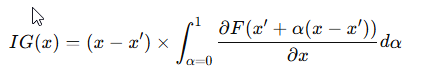 IG(x) = (x − x′) × ∫_{α=0}^{1} ∂F(x′ + α(x − x′)) / ∂x dα